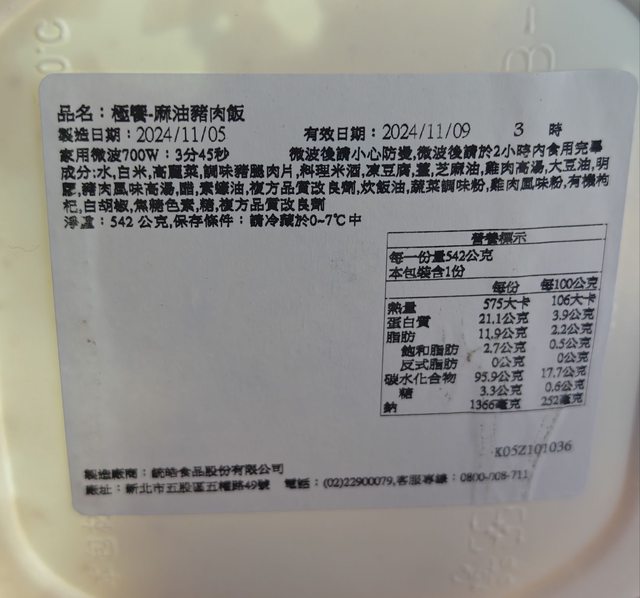 品名：極饗-麻油豬肉飯
製造日期：2024/11/05 有效日期：2024/11/09 3 時
家用微波700W：3分45秒 微波後請小心防燙,微波後請於2小時內食用完畢
成分:水,白米,高麗菜,調味豬腿肉片,料理米酒,凍豆腐,薑,芝麻油,雞肉高湯,大豆油,明
膠,豬肉風味高湯,醋,素蠔油,複方品質改良劑,炊飯油,蔬菜調味粉,雞肉風味粉,有機枸
杞,白胡椒,焦糖色素,糖,複方品質改良劑
淨重：542 公克,保存條件：請冷藏於0~7℃中
營養標示
每一份量542公克
本包裝含1份
每份 每100公克
熱量 575大卡 106大卡
蛋白質 21.1公克 3.9公克
脂肪 11.9公克 2.2公克
飽和脂肪 2.7公克 0.5公克
反式脂肪 0公克 0公克
碳水化合物 95.9公克 17.7公克
糖 3.3公克 0.6公克
鈉 1366毫克 252毫克
K05Z101036
製造廠商：統皓食品股份有限公司
廠址：新北市五股區五權路49號 電話：(02)22900079,客服專線：0800-008-711